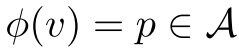 ϕ(v) = p ∈ 𝒜